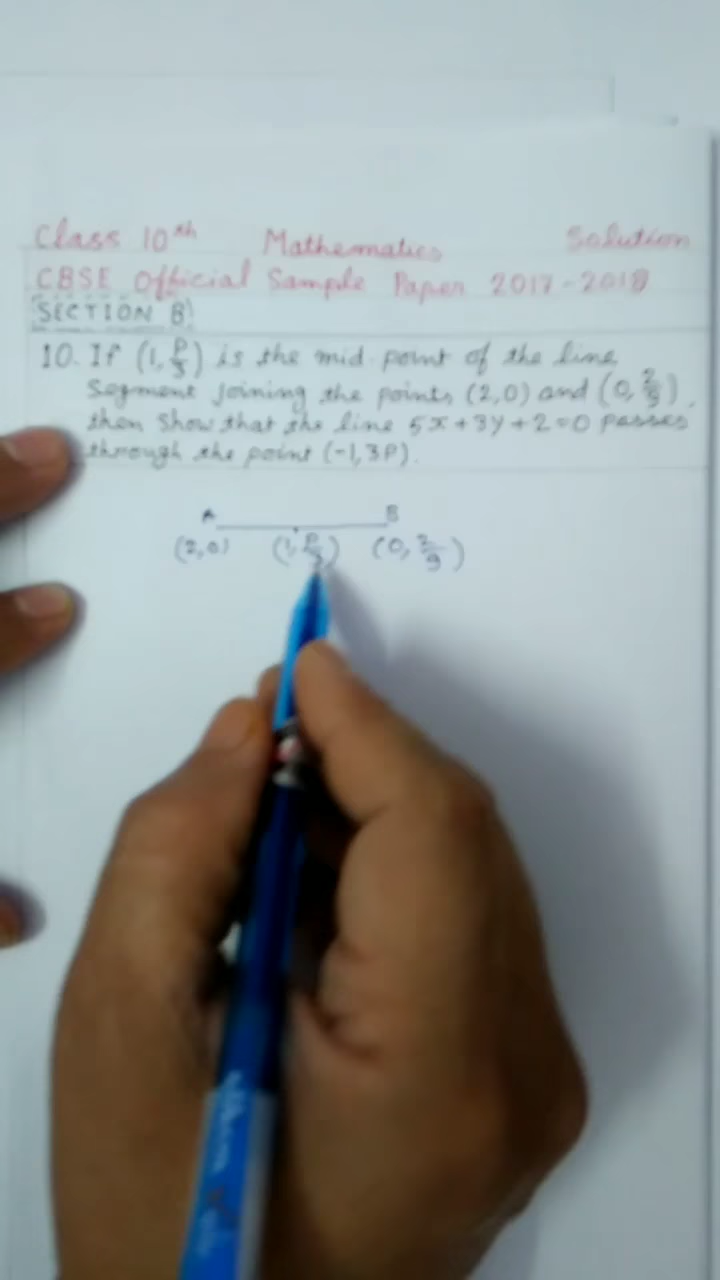 Class 10th Mathematics Solution
CBSE Official Sample Paper 2017-2018
SECTION B
10. If (1, P/3) is the mid point of the line
Segment joining the points (2,0) and (0, 2/9),
then show that the line 5x+3y+2=0 passes
through the point (-1,3P).
A B
(2,0) (1, P/3) (0, 2/9)